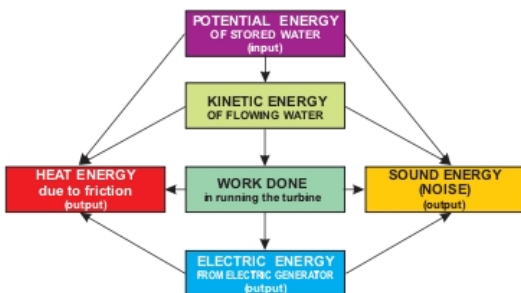 POTENTIAL ENERGY
OF STORED WATER
(input)
KINETIC ENERGY
OF FLOWING WATER
HEAT ENERGY
due to friction
(output)
WORK DONE
in running the turbine
SOUND ENERGY
(NOISE)
(output)
ELECTRIC ENERGY
FROM ELECTRIC GENERATOR
(output)